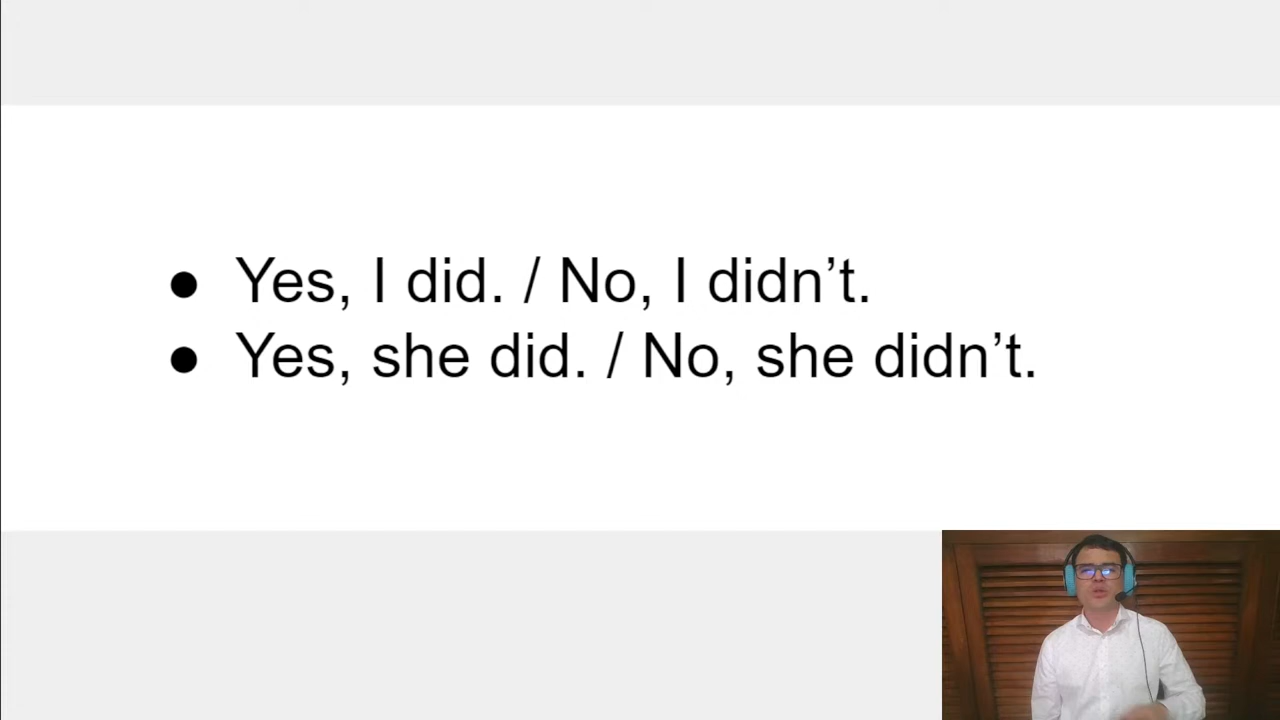 ● Yes, I did. / No, I didn’t.
● Yes, she did. / No, she didn’t.